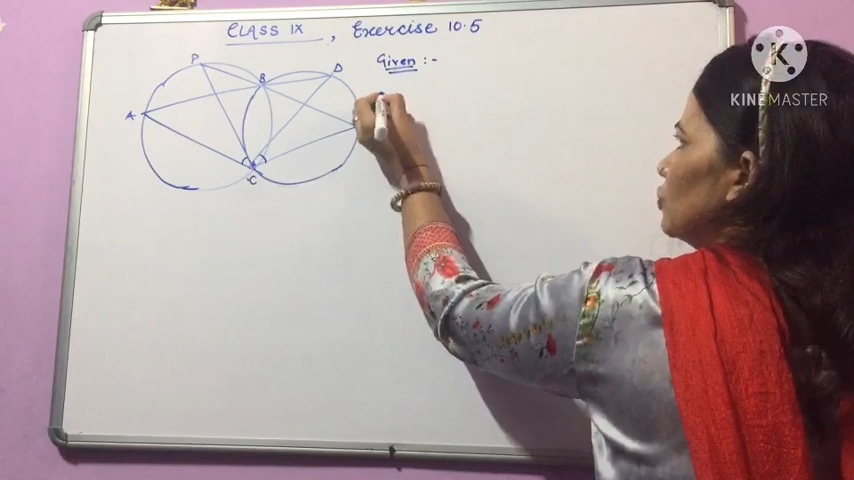 CLASS IX , Exercise 10.5
Given :-
P
B
D
A
C
K
KINEMASTER